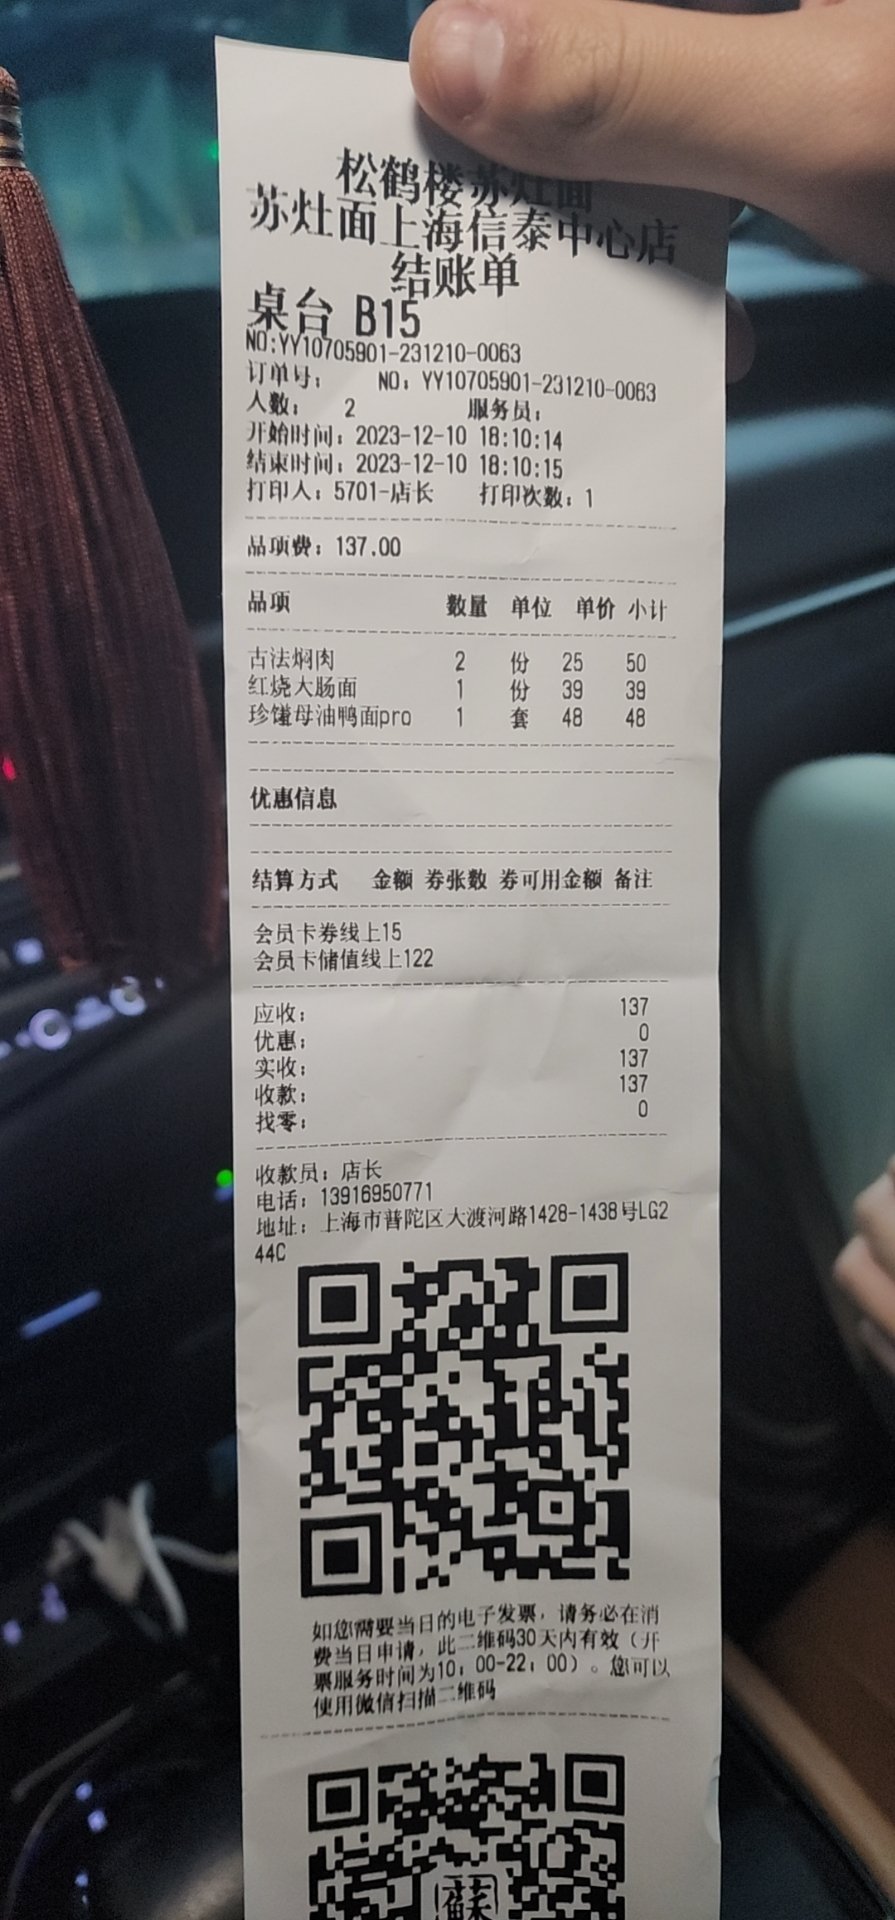 松鹤楼苏灶面
苏灶面上海信泰中心店
结账单
桌台 B15
NO:YY10705901-231210-0063
订单号： NO：YY10705901-231210-0063
人数： 2 服务员：
开始时间：2023-12-10 18:10:14
结束时间：2023-12-10 18:10:15
打印人：5701-店长 打印次数：1
品项费：137.00
品项 数量 单位 单价 小计
古法焖肉 2 份 25 50
红烧大肠面 1 份 39 39
珍馐母油鸭面pro 1 套 48 48
优惠信息
结算方式 金额 券张数 券可用金额 备注
会员卡券线上15
会员卡储值线上122
应收： 137
优惠： 0
实收： 137
收款： 137
找零： 0
收款员：店长
电话：13916950771
地址：上海市普陀区大渡河路1428-1438号LG2
44C
如您需要当日的电子发票，请务必在消
费当日申请，此二维码30天内有效（开
票服务时间为10：00-22：00）。您可以
使用微信扫描二维码
蘇